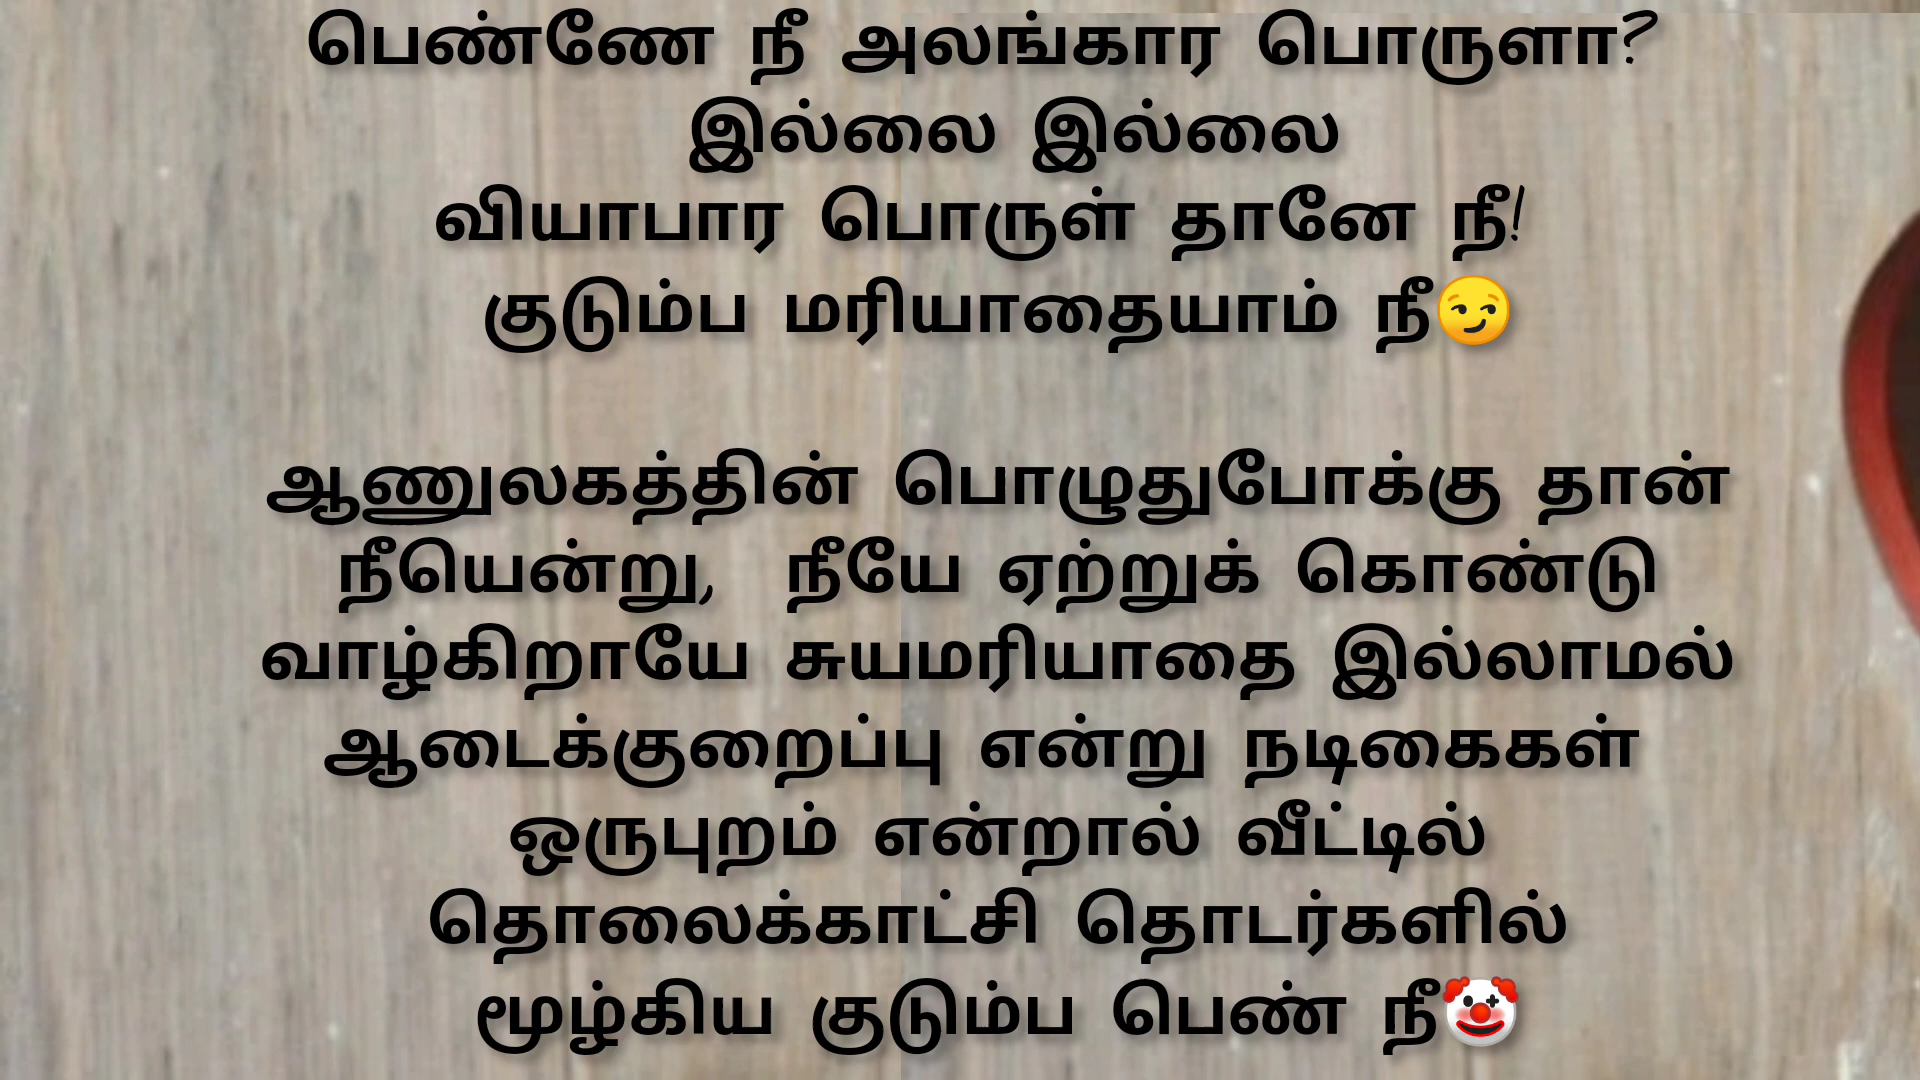 பெண்ணே நீ அலங்கார பொருளா?
இல்லை இல்லை
வியாபார பொருள் தானே நீ!
குடும்ப மரியாதையாம் நீ😏
ஆணுலகத்தின் பொழுதுபோக்கு தான்
நீயென்று, நீயே ஏற்றுக் கொண்டு
வாழ்கிறாயே சுயமரியாதை இல்லாமல்
ஆடைக்குறைப்பு என்று நடிகைகள்
ஒருபுறம் என்றால் வீட்டில்
தொலைக்காட்சி தொடர்களில்
மூழ்கிய குடும்ப பெண் நீ🤡